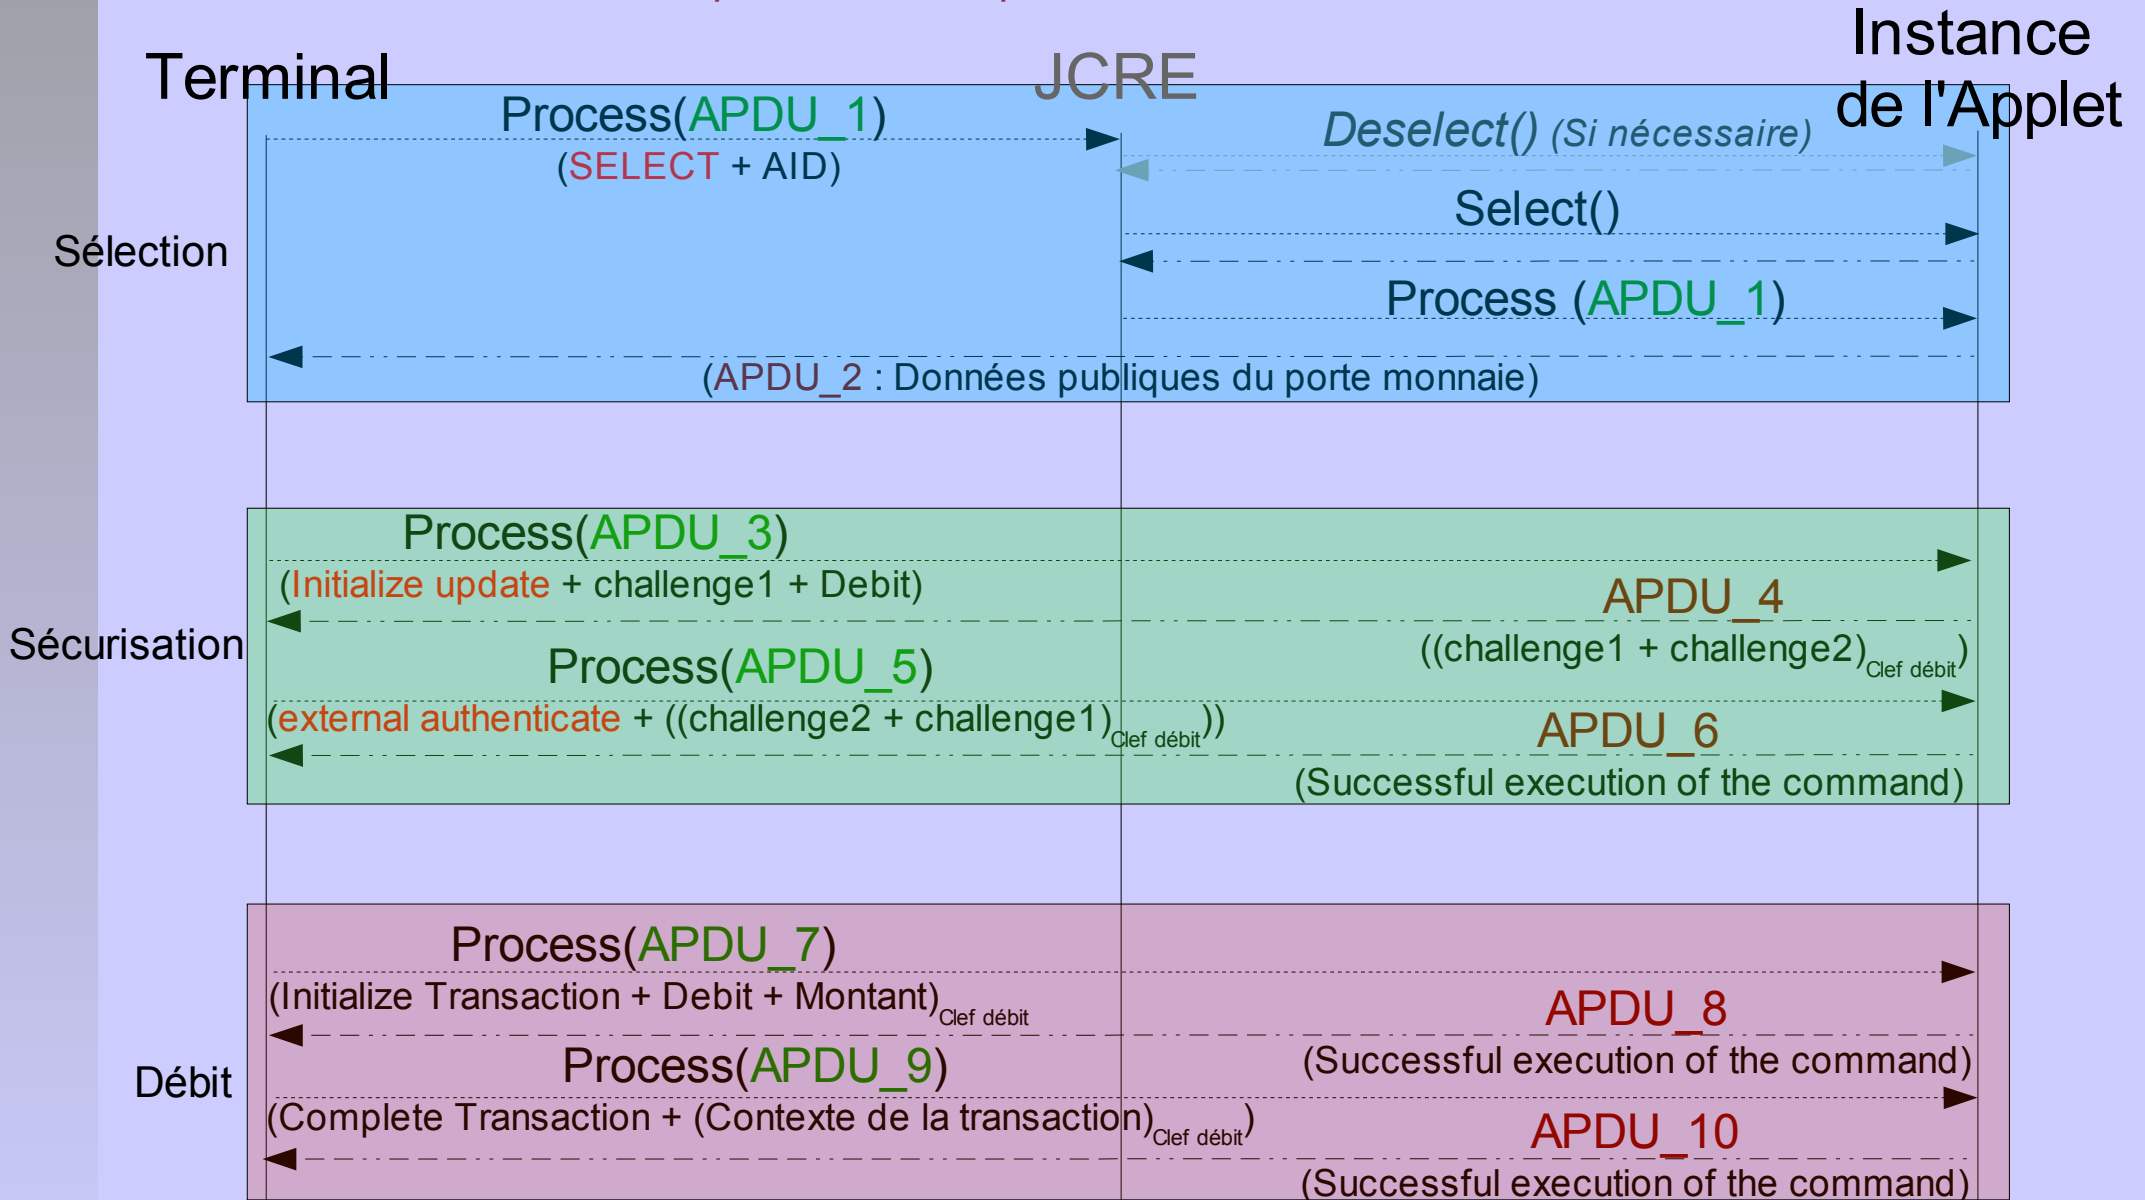 Instance
de l'Applet
Terminal
JCRE
Process(APDU_1)
(SELECT + AID)
Deselect() (Si nécessaire)
Select()
Sélection
Process (APDU_1)
(APDU_2 : Données publiques du porte monnaie)
Process(APDU_3)
(Initialize update + challenge1 + Debit)
APDU_4
((challenge1 + challenge2)Clef débit)
Sécurisation
Process(APDU_5)
(external authenticate + ((challenge2 + challenge1)Clef débit))
APDU_6
(Successful execution of the command)
Process(APDU_7)
(Initialize Transaction + Debit + Montant)Clef débit
APDU_8
(Successful execution of the command)
Débit
Process(APDU_9)
(Complete Transaction + (Contexte de la transaction)Clef débit)
APDU_10
(Successful execution of the command)